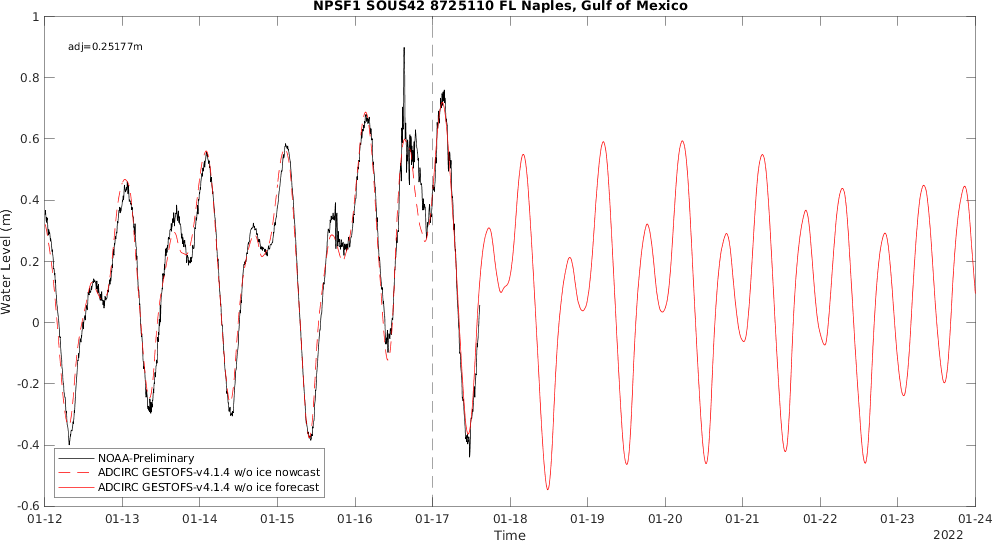 NPSF1 SOUS42 8725110 FL Naples, Gulf of Mexico
adj=0.25177m
1
0.8
0.6
0.4
0.2
0
-0.2
-0.4
-0.6
Water Level (m)
NOAA-Preliminary
ADCIRC GESTOFS-v4.1.4 w/o ice nowcast
ADCIRC GESTOFS-v4.1.4 w/o ice forecast
01-12 01-13 01-14 01-15 01-16 01-17 01-18 01-19 01-20 01-21 01-22 01-23 01-24
Time
2022